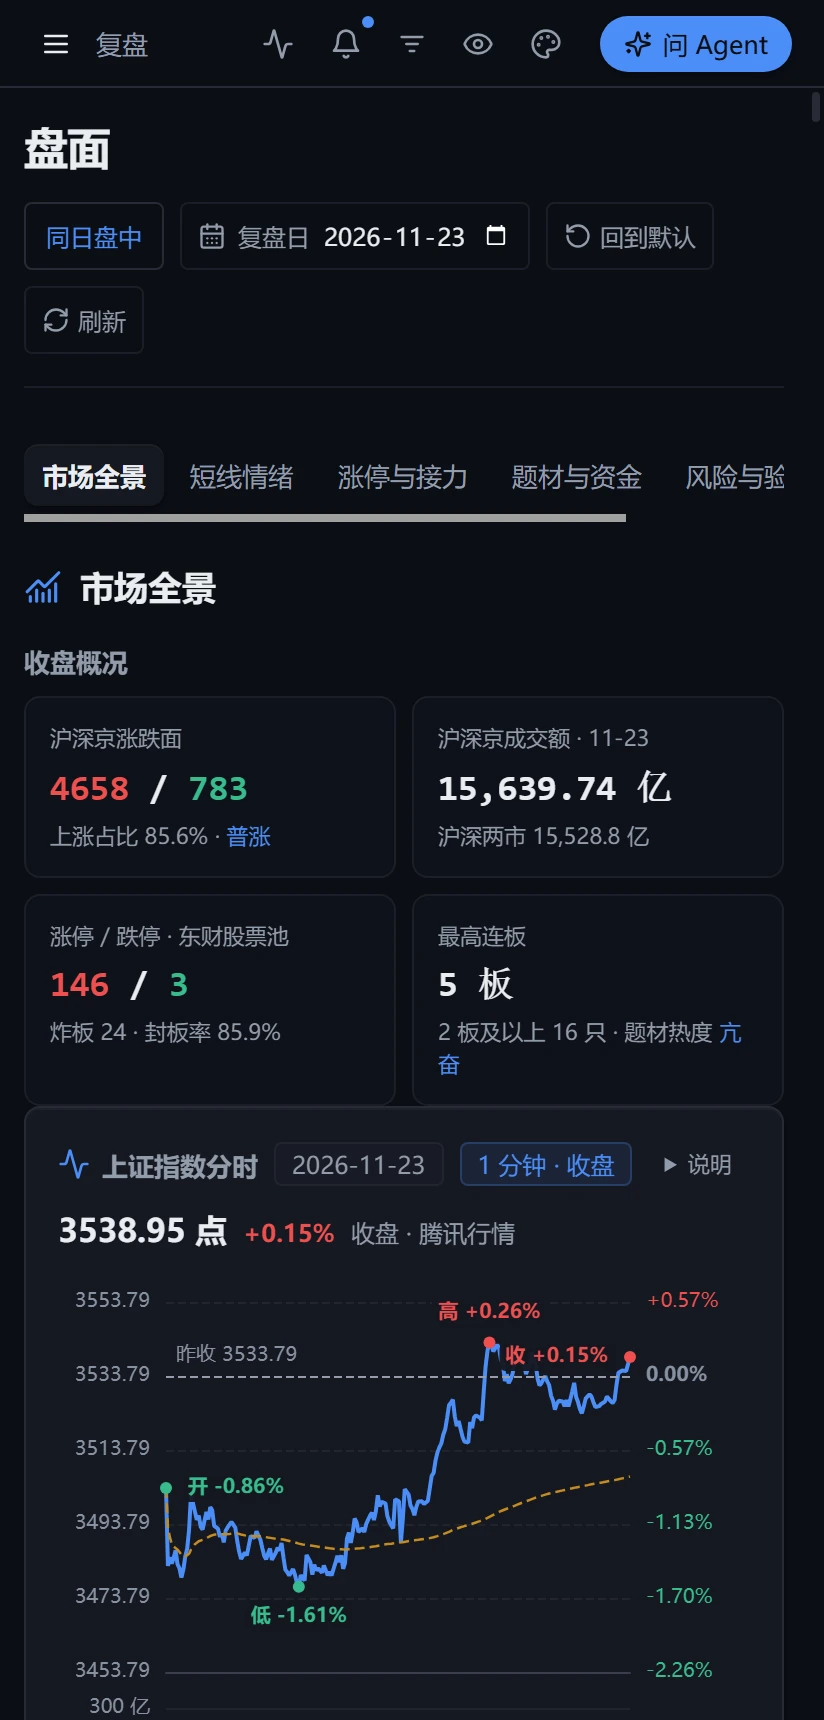 复盘
问 Agent
盘面
同日盘中
复盘日 2026-11-23
回到默认
刷新
市场全景 短线情绪 涨停与接力 题材与资金 风险与验
市场全景
收盘概况
沪深京涨跌面
4658 / 783
上涨占比 85.6% · 普涨
沪深京成交额 · 11-23
15,639.74 亿
沪深两市 15,528.8 亿
涨停 / 跌停 · 东财股票池
146 / 3
炸板 24 · 封板率 85.9%
最高连板
5 板
2 板及以上 16 只 · 题材热度 亢
奋
上证指数分时 2026-11-23 1 分钟 · 收盘 ▶ 说明
3538.95 点 +0.15% 收盘 · 腾讯行情
3553.79 +0.57%
高 +0.26%
昨收 3533.79 收 +0.15%
3533.79 0.00%
3513.79 -0.57%
开 -0.86%
3493.79 -1.13%
3473.79 -1.70%
低 -1.61%
3453.79 -2.26%
300 亿